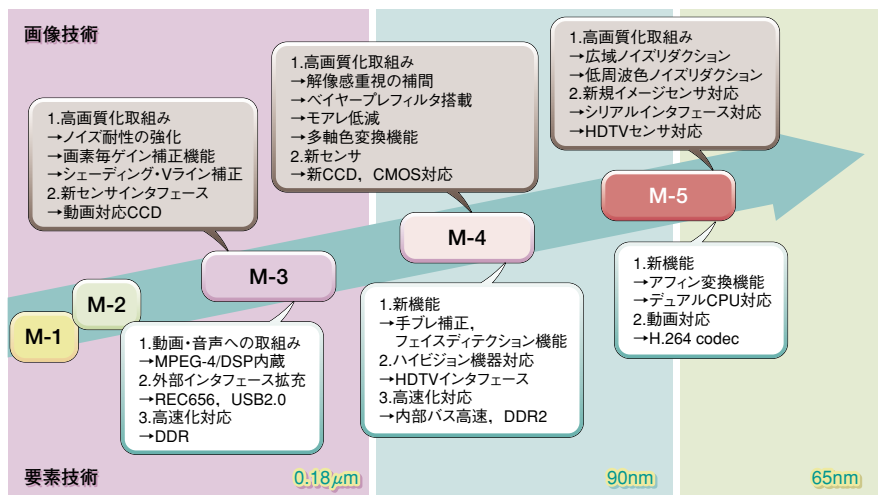 画像技術
1.高画質化取組み
→ノイズ耐性の強化
→画素毎ゲイン補正機能
→シェーディング・Vライン補正
2.新センサインタフェース
→動画対応CCD
1.高画質化取組み
→解像感重視の補間
→ベイヤープレフィルタ搭載
→モアレ低減
→多軸色変換機能
2.新センサ
→新CCD，CMOS対応
1.高画質化取組み
→広域ノイズリダクション
→低周波色ノイズリダクション
2.新規イメージセンサ対応
→シリアルインタフェース対応
→HDTVセンサ対応
M-1
M-2
M-3
M-4
M-5
1.動画・音声への取組み
→MPEG-4/DSP内蔵
2.外部インタフェース拡充
→REC656，USB2.0
3.高速化対応
→DDR
1.新機能
→手ブレ補正，
フェイスディテクション機能
2.ハイビジョン機器対応
→HDTVインタフェース
3.高速化対応
→内部バス高速，DDR2
1.新機能
→アフィン変換機能
→デュアルCPU対応
2.動画対応
→H.264 codec
要素技術
0.18μm
90nm
65nm